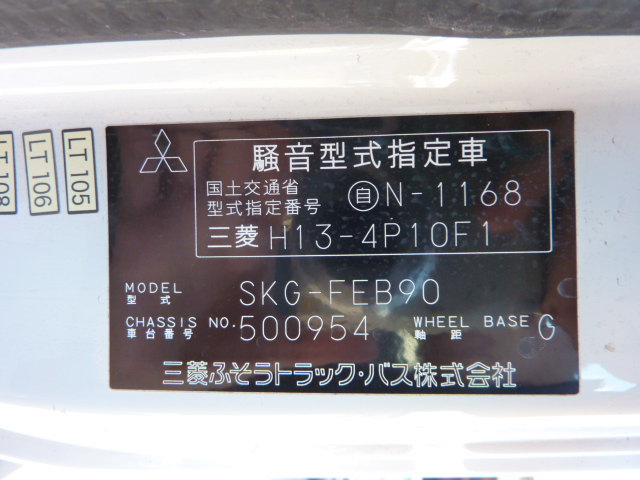 騒音型式指定車
国土交通省
型式指定番号
自N-1168
三菱 H13-4P10F1
MODEL
型式
SKG-FEB90
CHASSIS NO.
車台番号
500954
WHEEL BASE
軸距
G
三菱ふそうトラック・バス株式会社
LT 105
LT 106
LT 108